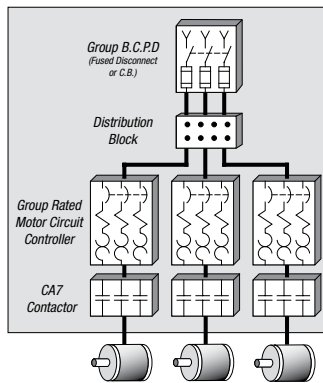 Group B.C.P.D
(Fused Disconnect
or C.B.)
Distribution
Block
Group Rated
Motor Circuit
Controller
CA7
Contactor